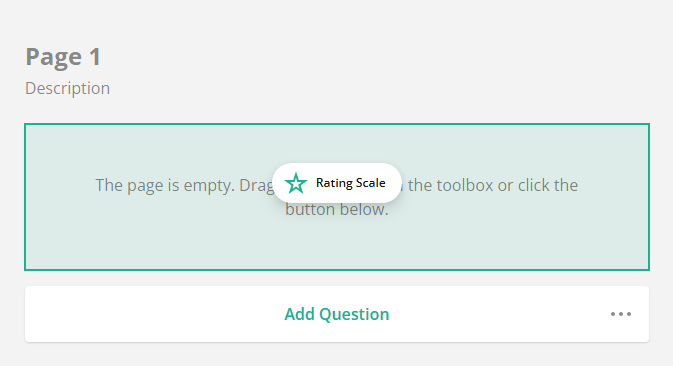 Page 1
Description
The page is empty. Drag the toolbox or click the
Rating Scale
button below.
Add Question